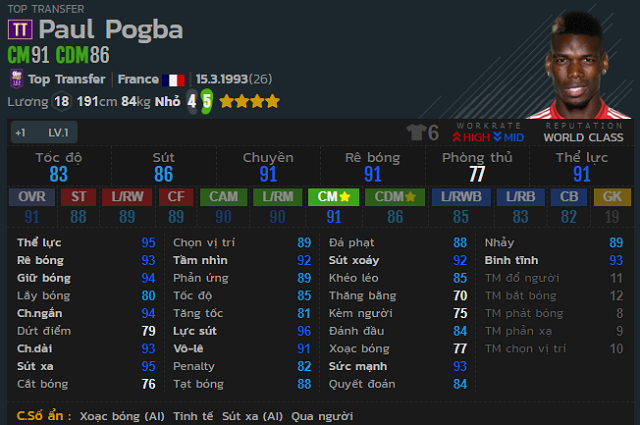 TOP TRANSFER
TT Paul Pogba
CM91 CDM86
Top Transfer France 15.3.1993(26)
Lương 18 191cm 84kg Nhỏ 4 5
+1 LV.1
6 WORKRATE HIGH MID REPUTATION WORLD CLASS
Tốc độ Sút Chuyền Rê bóng Phòng thủ Thể lực
83 86 91 91 77 91
OVR ST L/RW CF CAM L/RM CM CDM L/RWB L/RB CB GK
91 88 89 89 90 90 91 86 85 83 82 19
Thể lực 95 Chọn vị trí 89 Đá phạt 88 Nhảy 89
Rê bóng 93 Tầm nhìn 92 Sút xoáy 92 Bình tĩnh 93
Giữ bóng 94 Phản ứng 89 Khéo léo 85 TM đổ người 11
Lấy bóng 80 Tốc độ 85 Thăng bằng 70 TM bắt bóng 12
Ch.ngắn 94 Tăng tốc 81 Kèm người 75 TM phát bóng 8
Dứt điểm 79 Lực sút 96 Đánh đầu 84 TM phản xạ 9
Ch.dài 93 Vô-lê 91 Xoạc bóng 77 TM chọn vị trí 10
Sút xa 95 Penalty 82 Sức mạnh 93
Cắt bóng 76 Tạt bóng 88 Quyết đoán 84
C.Số ẩn : Xoạc bóng (AI) Tinh tế Sút xa (AI) Qua người